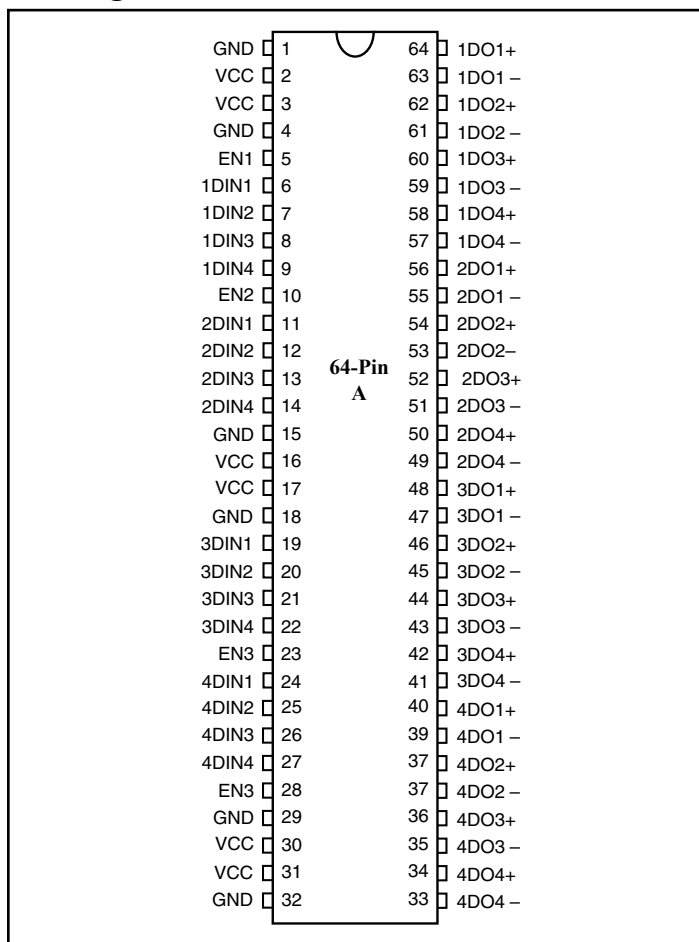 GND 1 64 1DO1+
VCC 2 63 1DO1 –
VCC 3 62 1DO2+
GND 4 61 1DO2 –
EN1 5 60 1DO3+
1DIN1 6 59 1DO3 –
1DIN2 7 58 1DO4+
1DIN3 8 57 1DO4 –
1DIN4 9 56 2DO1+
EN2 10 55 2DO1 –
2DIN1 11 54 2DO2+
2DIN2 12 53 2DO2–
2DIN3 13 64-Pin 52 2DO3+
2DIN4 14 A 51 2DO3 –
GND 15 50 2DO4+
VCC 16 49 2DO4 –
VCC 17 48 3DO1+
GND 18 47 3DO1 –
3DIN1 19 46 3DO2+
3DIN2 20 45 3DO2 –
3DIN3 21 44 3DO3+
3DIN4 22 43 3DO3 –
EN3 23 42 3DO4+
4DIN1 24 41 3DO4 –
4DIN2 25 40 4DO1+
4DIN3 26 39 4DO1 –
4DIN4 27 37 4DO2+
EN3 28 37 4DO2 –
GND 29 36 4DO3+
VCC 30 35 4DO3 –
VCC 31 34 4DO4+
GND 32 33 4DO4 –